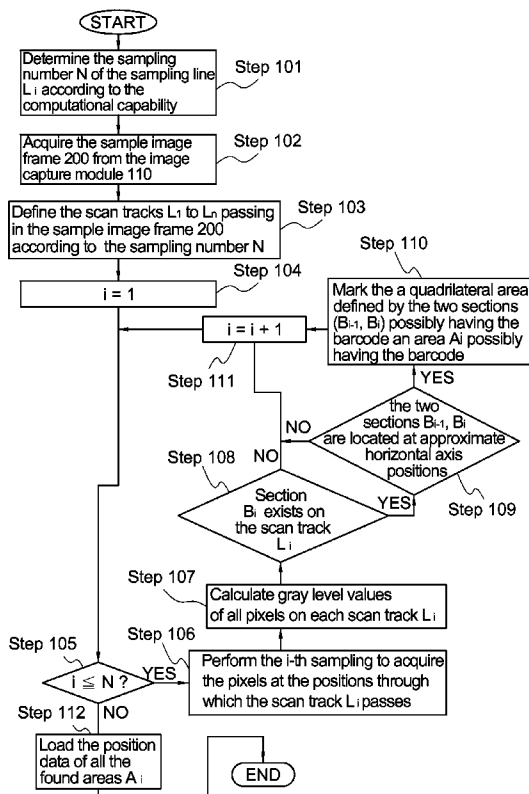 START
Determine the sampling
number N of the sampling line
L i according to the
computational capability
Step 101
Acquire the sample image
frame 200 from the image
capture module 110
Step 102
Define the scan tracks L1 to Ln passing
in the sample image frame 200
according to the sampling number N
Step 103
i = 1
Step 104
Step 110
Mark the a quadrilateral area
defined by the two sections
(Bi-1, Bi) possibly having the
barcode an area Ai possibly
having the barcode.
i = i + 1
Step 111
YES
the two
sections Bi-1, Bi
are located at approximate
horizontal axis
positions
NO
Step 109
Step 108
NO
Section
Bi exists on
the scan track
L i
YES
Step 107
Calculate gray level values
of all pixels on each scan track L i
Step 106
Perform the i-th sampling to acquire
the pixels at the positions through
which the scan track L i passes
Step 105
i ≦ N ?
YES
NO
Step 112
Load the position
data of all the
found areas A i
END